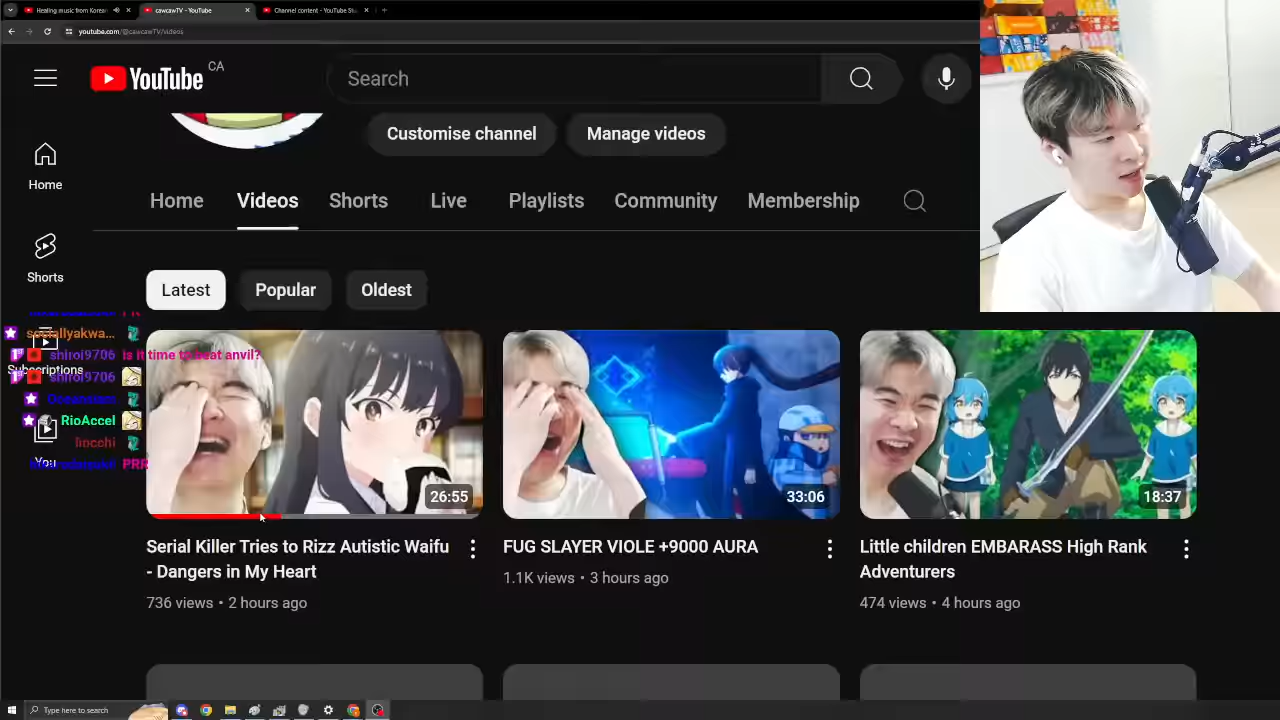 Healing music from Korean
cawcawTV - YouTube
Channel content - YouTube St
youtube.com/@cawcawTV/videos
YouTube CA
Search
Customise channel
Manage videos
Home
Shorts
Subscriptions
You
Home Videos Shorts Live Playlists Community Membership
Latest Popular Oldest
sociallyakwa...
shiroi9706 is it time to beat anvil?
shiroi9706
Oceansism
RioAccel
lincchi
PRR
26:55
33:06
18:37
Serial Killer Tries to Rizz Autistic Waifu
- Dangers in My Heart
736 views • 2 hours ago
FUG SLAYER VIOLE +9000 AURA
1.1K views • 3 hours ago
Little children EMBARASS High Rank
Adventurers
474 views • 4 hours ago
Type here to search